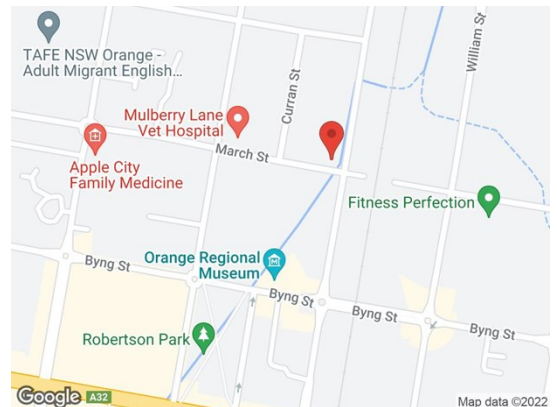 TAFE NSW Orange -
Adult Migrant English...
Mulberry Lane
Vet Hospital
Curran St
William St
March St
Apple City
Family Medicine
Fitness Perfection
Orange Regional
Museum
Byng St
Byng St
Byng St
Robertson Park
Google
A32
Map data ©2022